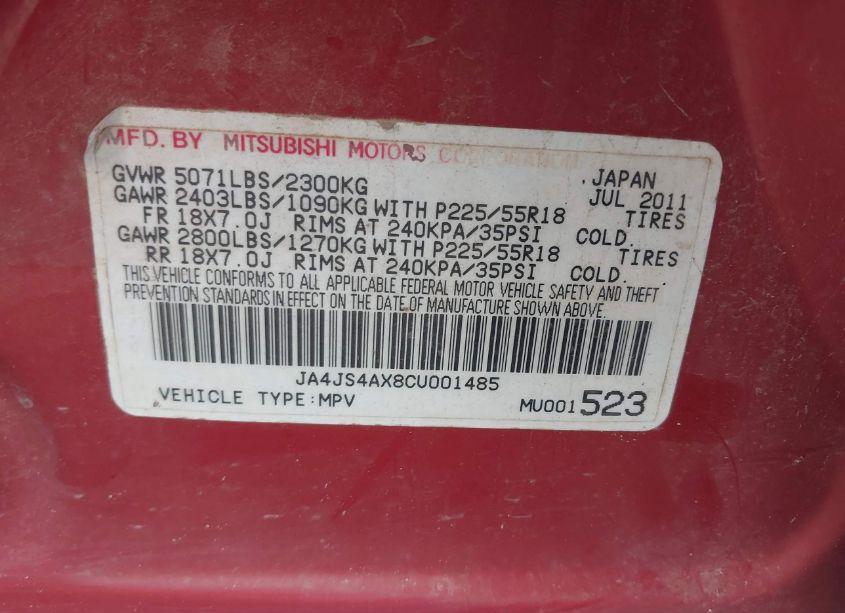 MFD. BY MITSUBISHI MOTORS CORPORATION
GVWR 5071LBS/2300KG JAPAN
GAWR 2403LBS/1090KG WITH P225/55R18 JUL 2011
FR 18X7.0J RIMS AT 240KPA/35PSI COLD. TIRES
GAWR 2800LBS/1270KG WITH P225/55R18 TIRES
RR 18X7.0J RIMS AT 240KPA/35PSI COLD.
THIS VEHICLE CONFORMS TO ALL APPLICABLE FEDERAL MOTOR VEHICLE SAFETY AND THEFT
PREVENTION STANDARDS IN EFFECT ON THE DATE OF MANUFACTURE SHOWN ABOVE.
JA4JS4AX8CU001485
VEHICLE TYPE:MPV MU001523